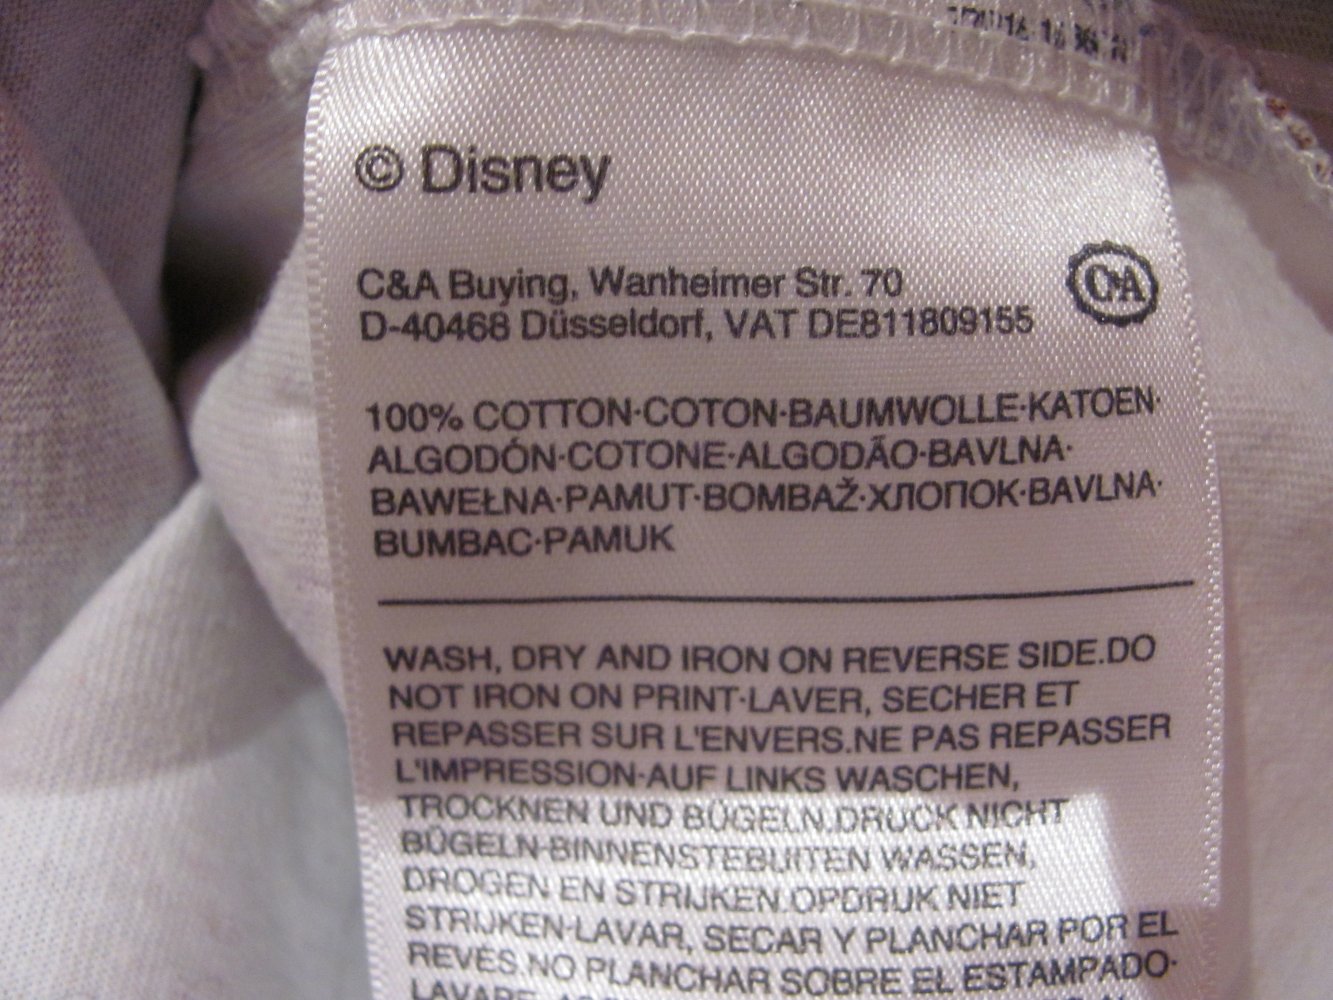 © Disney
C&A Buying, Wanheimer Str. 70
C&A
D-40468 Düsseldorf, VAT DE811809155
100% COTTON·COTON·BAUMWOLLE·KATOEN·
ALGODÓN·COTONE·ALGODÃO·BAVLNA·
BAWEŁNA·PAMUT·BOMBAŽ·ХЛОПОК·BAVLNA·
BUMBAC·PAMUK
WASH, DRY AND IRON ON REVERSE SIDE.DO
NOT IRON ON PRINT·LAVER, SECHER ET
REPASSER SUR L'ENVERS.NE PAS REPASSER
L'IMPRESSION·AUF LINKS WASCHEN,
TROCKNEN UND BÜGELN.DRUCK NICHT
BÜGELN·BINNENSTEBUITEN WASSEN,
DROGEN EN STRIJKEN.OPDRUK NIET
STRIJKEN·LAVAR, SECAR Y PLANCHAR POR EL
REVÉS.NO PLANCHAR SOBRE EL ESTAMPADO·